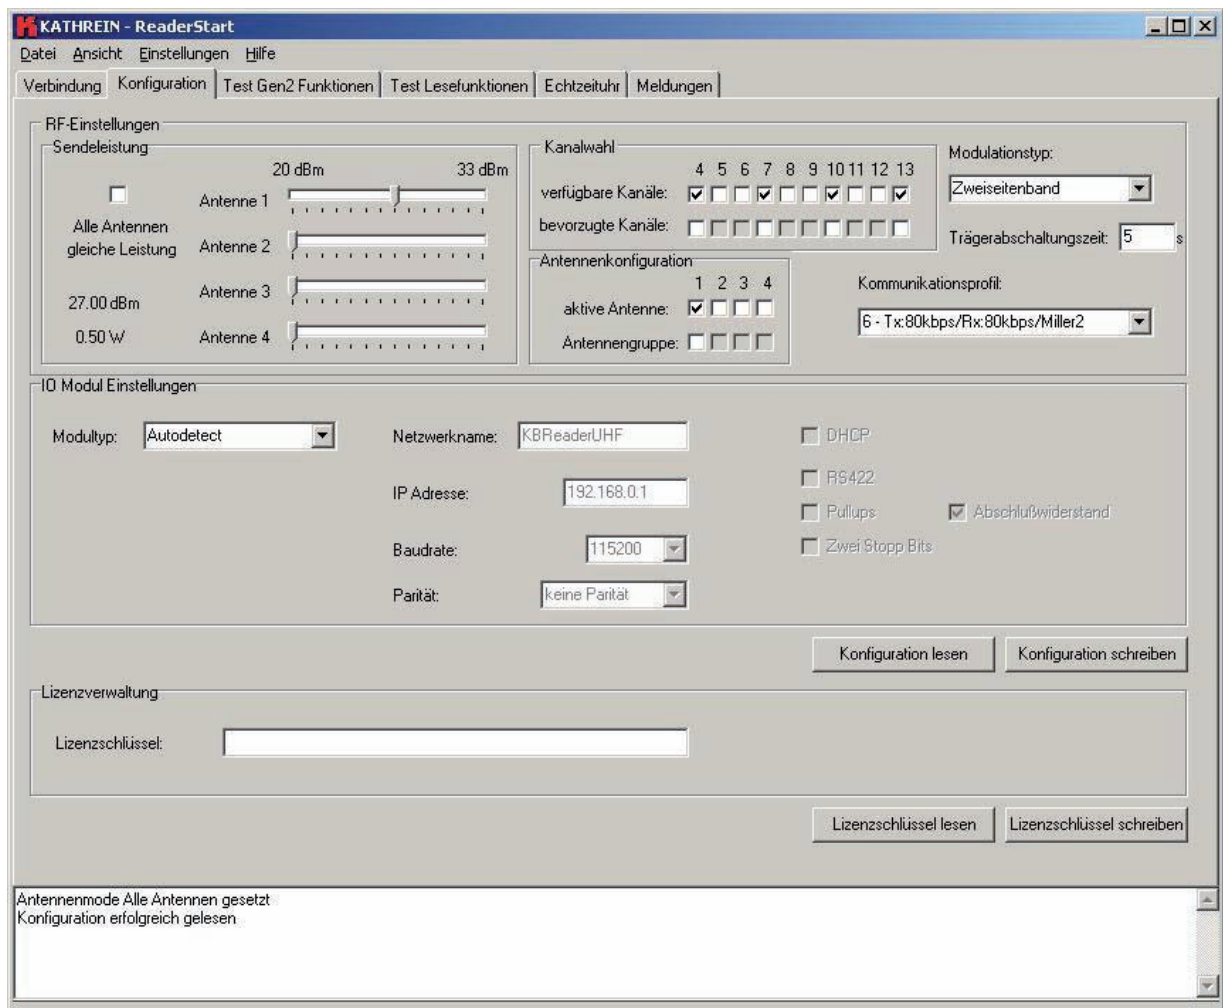 KATHREIN - ReaderStart
Datei Ansicht Einstellungen Hilfe
Verbindung Konfiguration Test Gen2 Funktionen Test Lesefunktionen Echtzeituhr Meldungen
RF-Einstellungen
Sendeleistung
20 dBm 33 dBm
Antenne 1
Alle Antennen
gleiche Leistung
Antenne 2
Antenne 3
27.00 dBm
0.50 W
Antenne 4
Kanalwahl
4 5 6 7 8 9 10 11 12 13
verfügbare Kanäle:
bevorzugte Kanäle:
Modulationstyp:
Zweiseitenband
Trägerabschaltungszeit: 5 s
Antennenkonfiguration
1 2 3 4
aktive Antenne:
Antennengruppe:
Kommunikationsprofil:
6 - Tx:80kbps/Rx:80kbps/Miller2
IO Modul Einstellungen
Modultyp: Autodetect
Netzwerkname: KBReaderUHF
IP Adresse: 192.168.0.1
Baudrate: 115200
Parität: keine Parität
DHCP
RS422
Pullups Abschlußwiderstand
Zwei Stopp Bits
Konfiguration lesen Konfiguration schreiben
Lizenzverwaltung
Lizenzschlüssel:
Lizenzschlüssel lesen Lizenzschlüssel schreiben
Antennenmode Alle Antennen gesetzt
Konfiguration erfolgreich gelesen